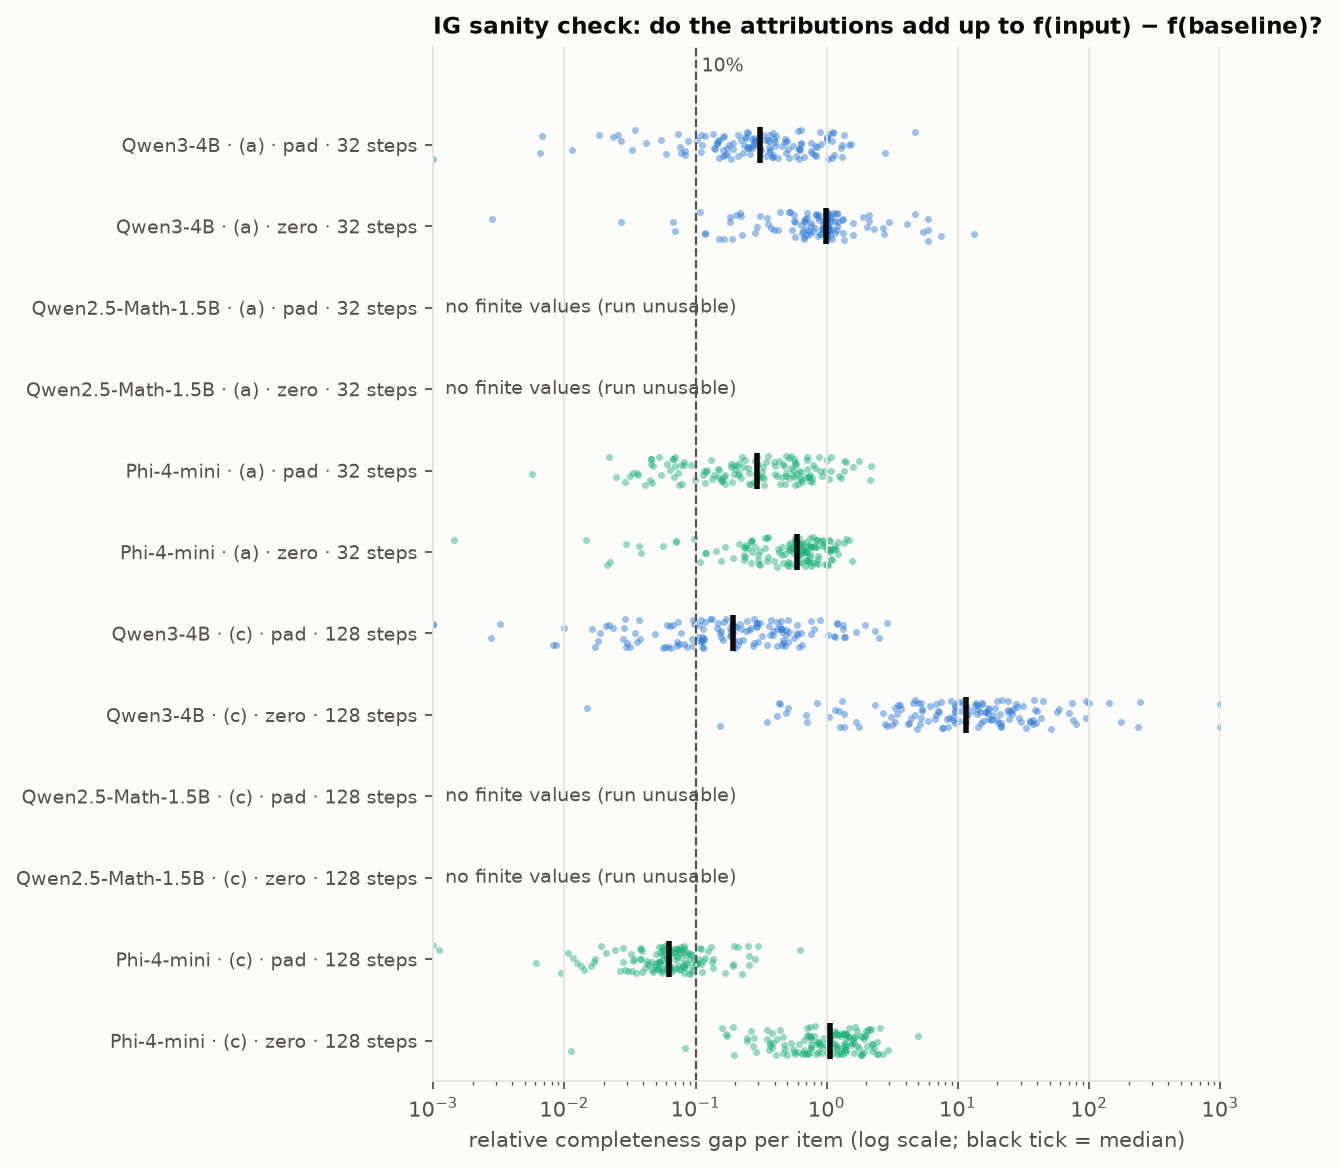 IG sanity check: do the attributions add up to f(input) − f(baseline)?
10%
Qwen3-4B · (a) · pad · 32 steps
Qwen3-4B · (a) · zero · 32 steps
Qwen2.5-Math-1.5B · (a) · pad · 32 steps
no finite values (run unusable)
Qwen2.5-Math-1.5B · (a) · zero · 32 steps
no finite values (run unusable)
Phi-4-mini · (a) · pad · 32 steps
Phi-4-mini · (a) · zero · 32 steps
Qwen3-4B · (c) · pad · 128 steps
Qwen3-4B · (c) · zero · 128 steps
Qwen2.5-Math-1.5B · (c) · pad · 128 steps
no finite values (run unusable)
Qwen2.5-Math-1.5B · (c) · zero · 128 steps
no finite values (run unusable)
Phi-4-mini · (c) · pad · 128 steps
Phi-4-mini · (c) · zero · 128 steps
10⁻³ 10⁻² 10⁻¹ 10⁰ 10¹ 10² 10³
relative completeness gap per item (log scale; black tick = median)